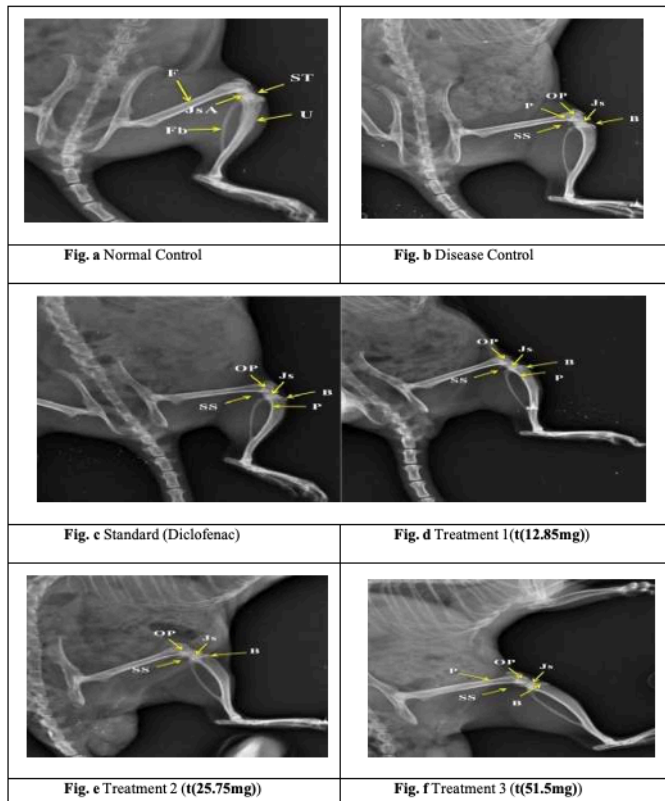 F
ST
JsA
U
Fb
OP
Js
P
B
SS
Fig. a Normal Control
Fig. b Disease Control
OP
Js
B
SS
P
OP
Js
B
SS
P
Fig. c Standard (Diclofenac)
Fig. d Treatment 1(t(12.85mg))
OP
Js
B
SS
P
OP
Js
SS
B
Fig. e Treatment 2 (t(25.75mg))
Fig. f Treatment 3 (t(51.5mg))